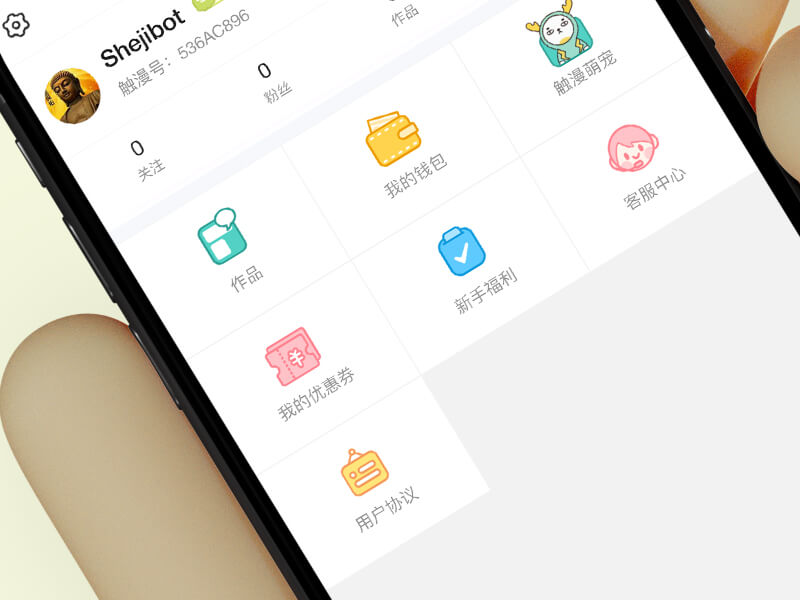 Shejibot
触漫号：536AC896
0
关注
0
粉丝
作品
作品
我的钱包
触漫萌宠
我的优惠券
新手福利
客服中心
用户协议